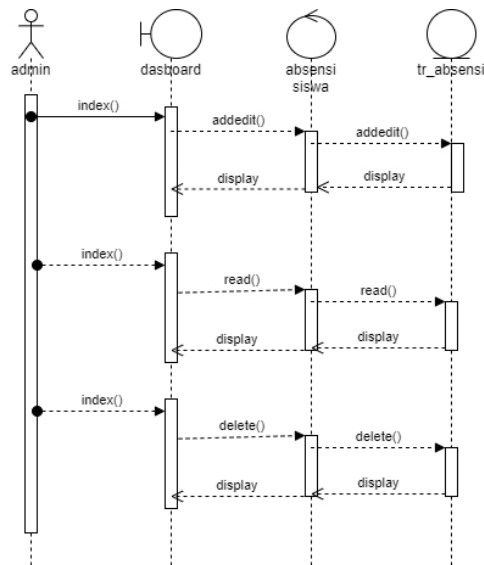 admin
dasboard
absensi
siswa
tr_absensi
index()
addedit()
addedit()
display
display
index()
read()
read()
display
display
index()
delete()
delete()
display
display